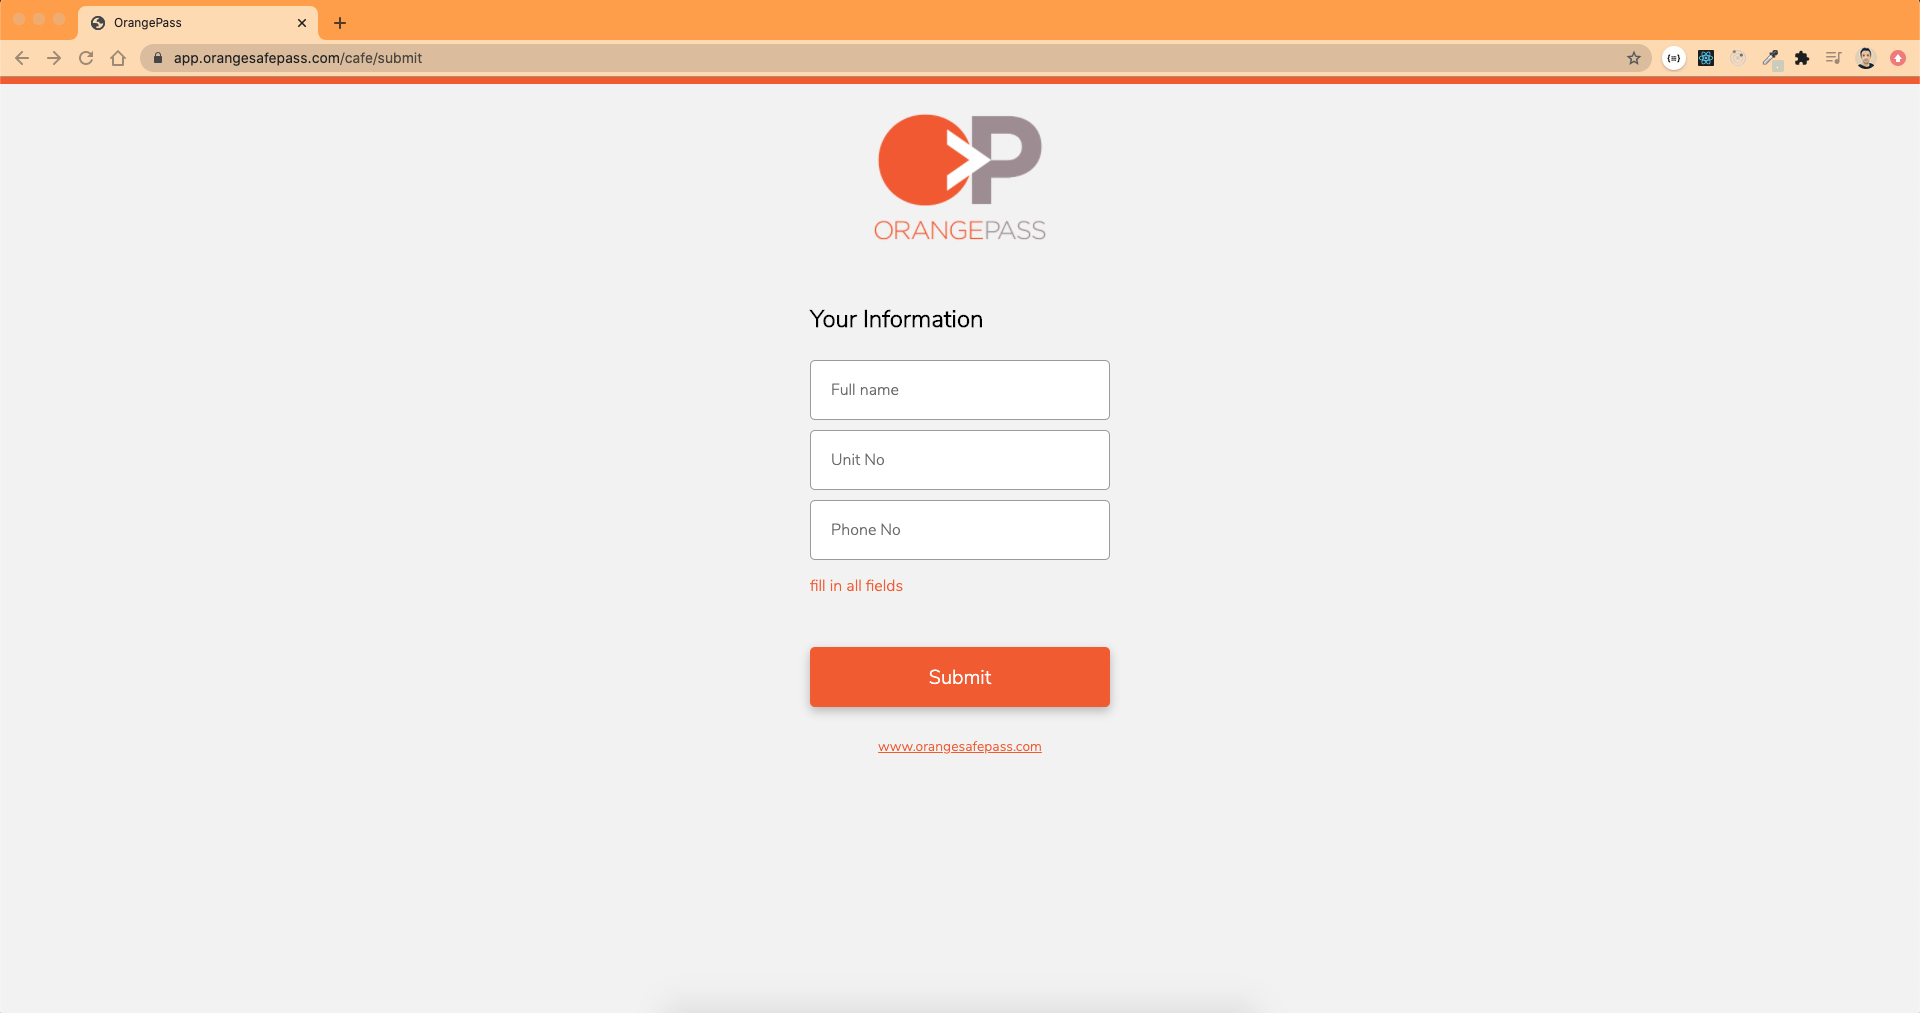 OrangePass
app.orangesafepass.com/cafe/submit
OP
ORANGEPASS
Your Information
Full name
Unit No
Phone No
fill in all fields
Submit
www.orangesafepass.com